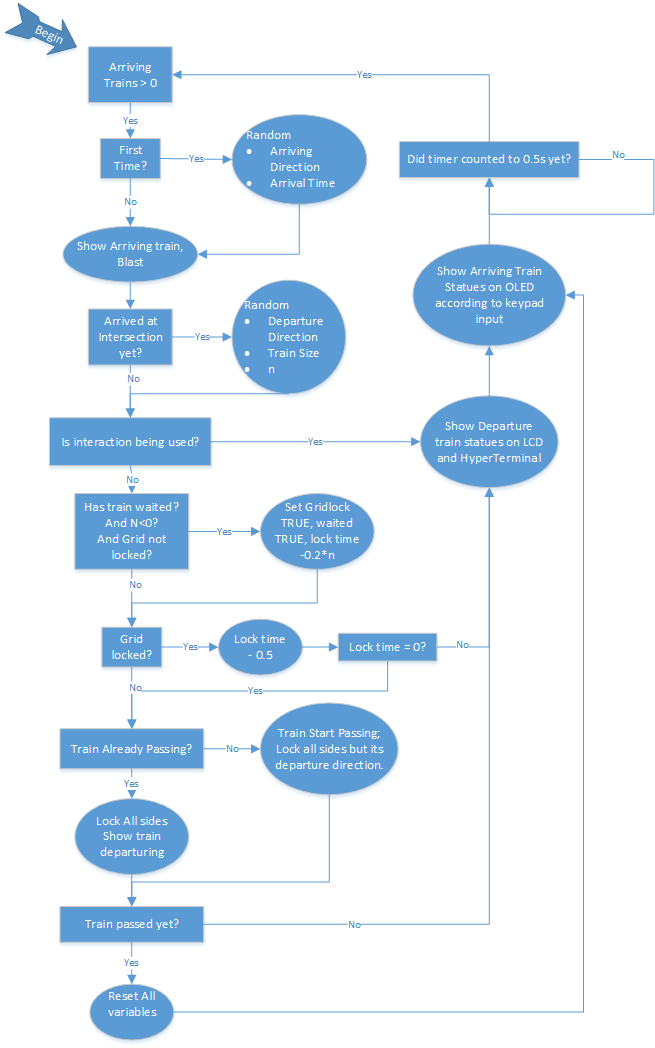 Begin
Arriving
Trains > 0
Yes
Yes
First
Time?
Yes
Random
• Arriving
Direction
• Arrival Time
Did timer counted to 0.5s yet?
No
No
Show Arriving train,
Blast
Show Arriving Train
Statues on OLED
according to keypad
input
Arrived at
Intersection
yet?
Yes
Random
• Departure
Direction
• Train Size
• n
No
Is interaction being used?
Yes
Show Departure
train statues on LCD
and HyperTerminal
No
Has train waited?
And N<0?
And Grid not
locked?
Yes
Set Gridlock
TRUE, waited
TRUE, lock time
-0.2*n
No
Grid
locked?
Yes
Lock time
- 0.5
Lock time = 0?
No
No
Yes
Train Already Passing?
No
Train Start Passing;
Lock all sides but its
departure direction.
Yes
Lock All sides
Show train
departuring
Train passed yet?
No
Yes
Reset All
variables